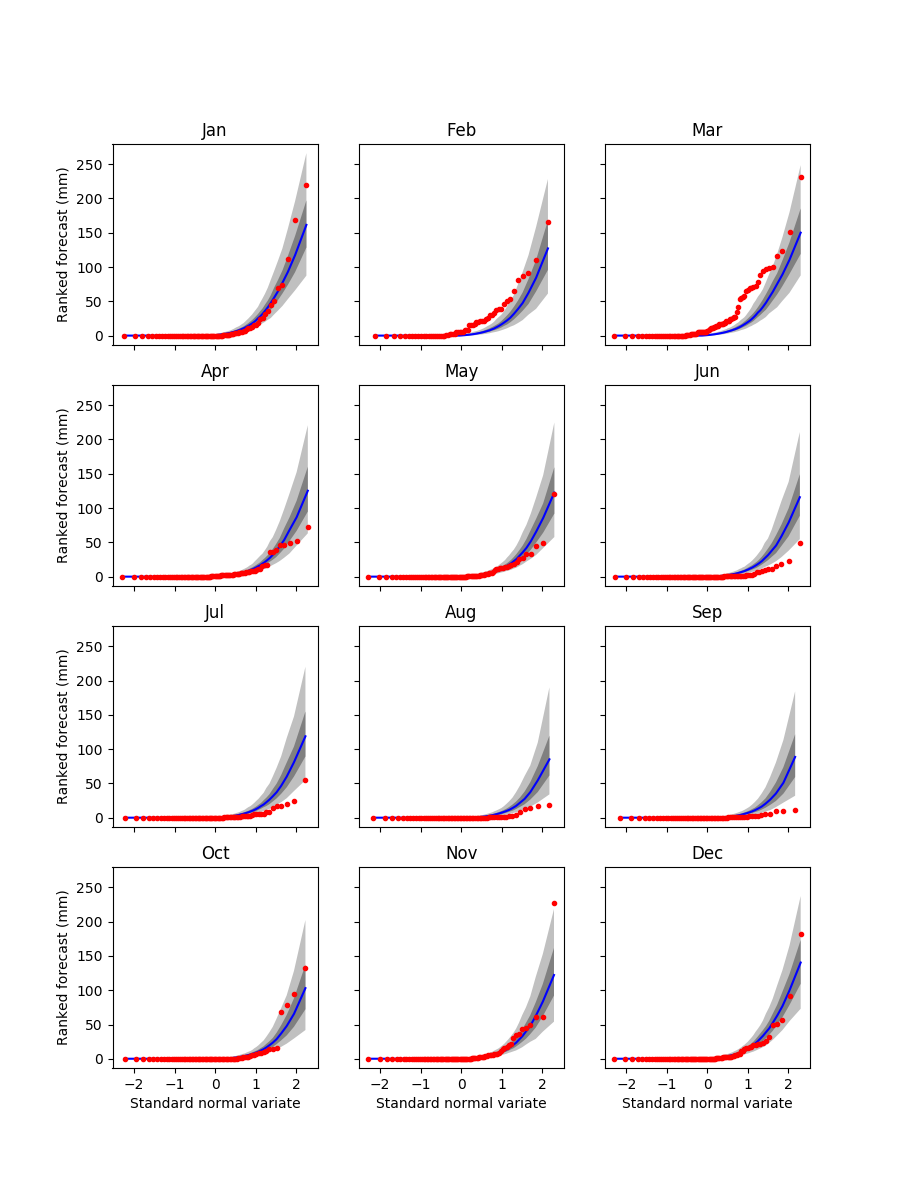 Jan Feb Mar
Ranked forecast (mm)
250
200
150
100
50
0
Apr May Jun
Ranked forecast (mm)
250
200
150
100
50
0
Jul Aug Sep
Ranked forecast (mm)
250
200
150
100
50
0
Oct Nov Dec
Ranked forecast (mm)
250
200
150
100
50
0
−2 −1 0 1 2 −2 −1 0 1 2 −2 −1 0 1 2
Standard normal variate Standard normal variate Standard normal variate